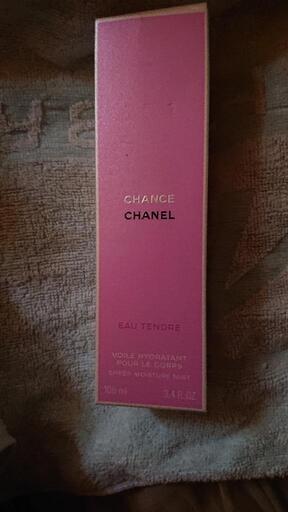 CHANCE
CHANEL
EAU TENDRE
VOILE HYDRATANT
POUR LE CORPS
SHEER MOISTURE MIST
100 ml 3.4 FL. OZ.